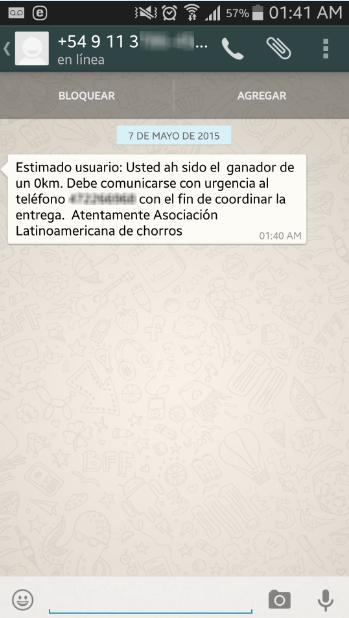 57% 01:41 AM
+54 9 11 3 ...
en línea
BLOQUEAR AGREGAR
7 DE MAYO DE 2015
Estimado usuario: Usted ah sido el ganador de
un 0km. Debe comunicarse con urgencia al
teléfono con el fin de coordinar la
entrega. Atentamente Asociación
Latinoamericana de chorros
01:40 AM